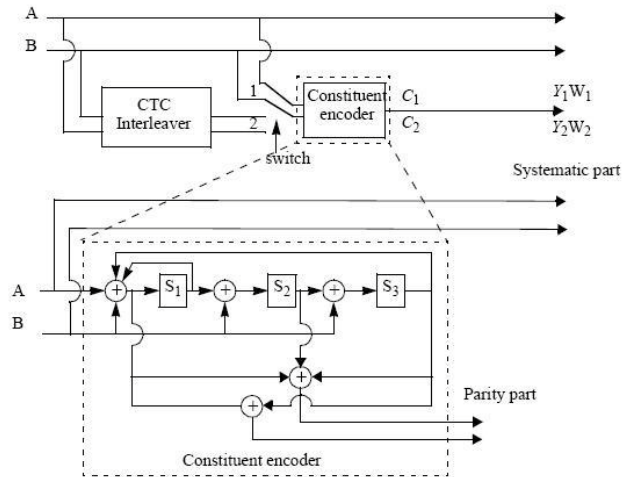 A
B
CTC
Interleaver
1
2
switch
Constituent
encoder
C1
C2
Y1W1
Y2W2
Systematic part
A
B
+
S1
+
S2
+
S3
+
+
Parity part
Constituent encoder